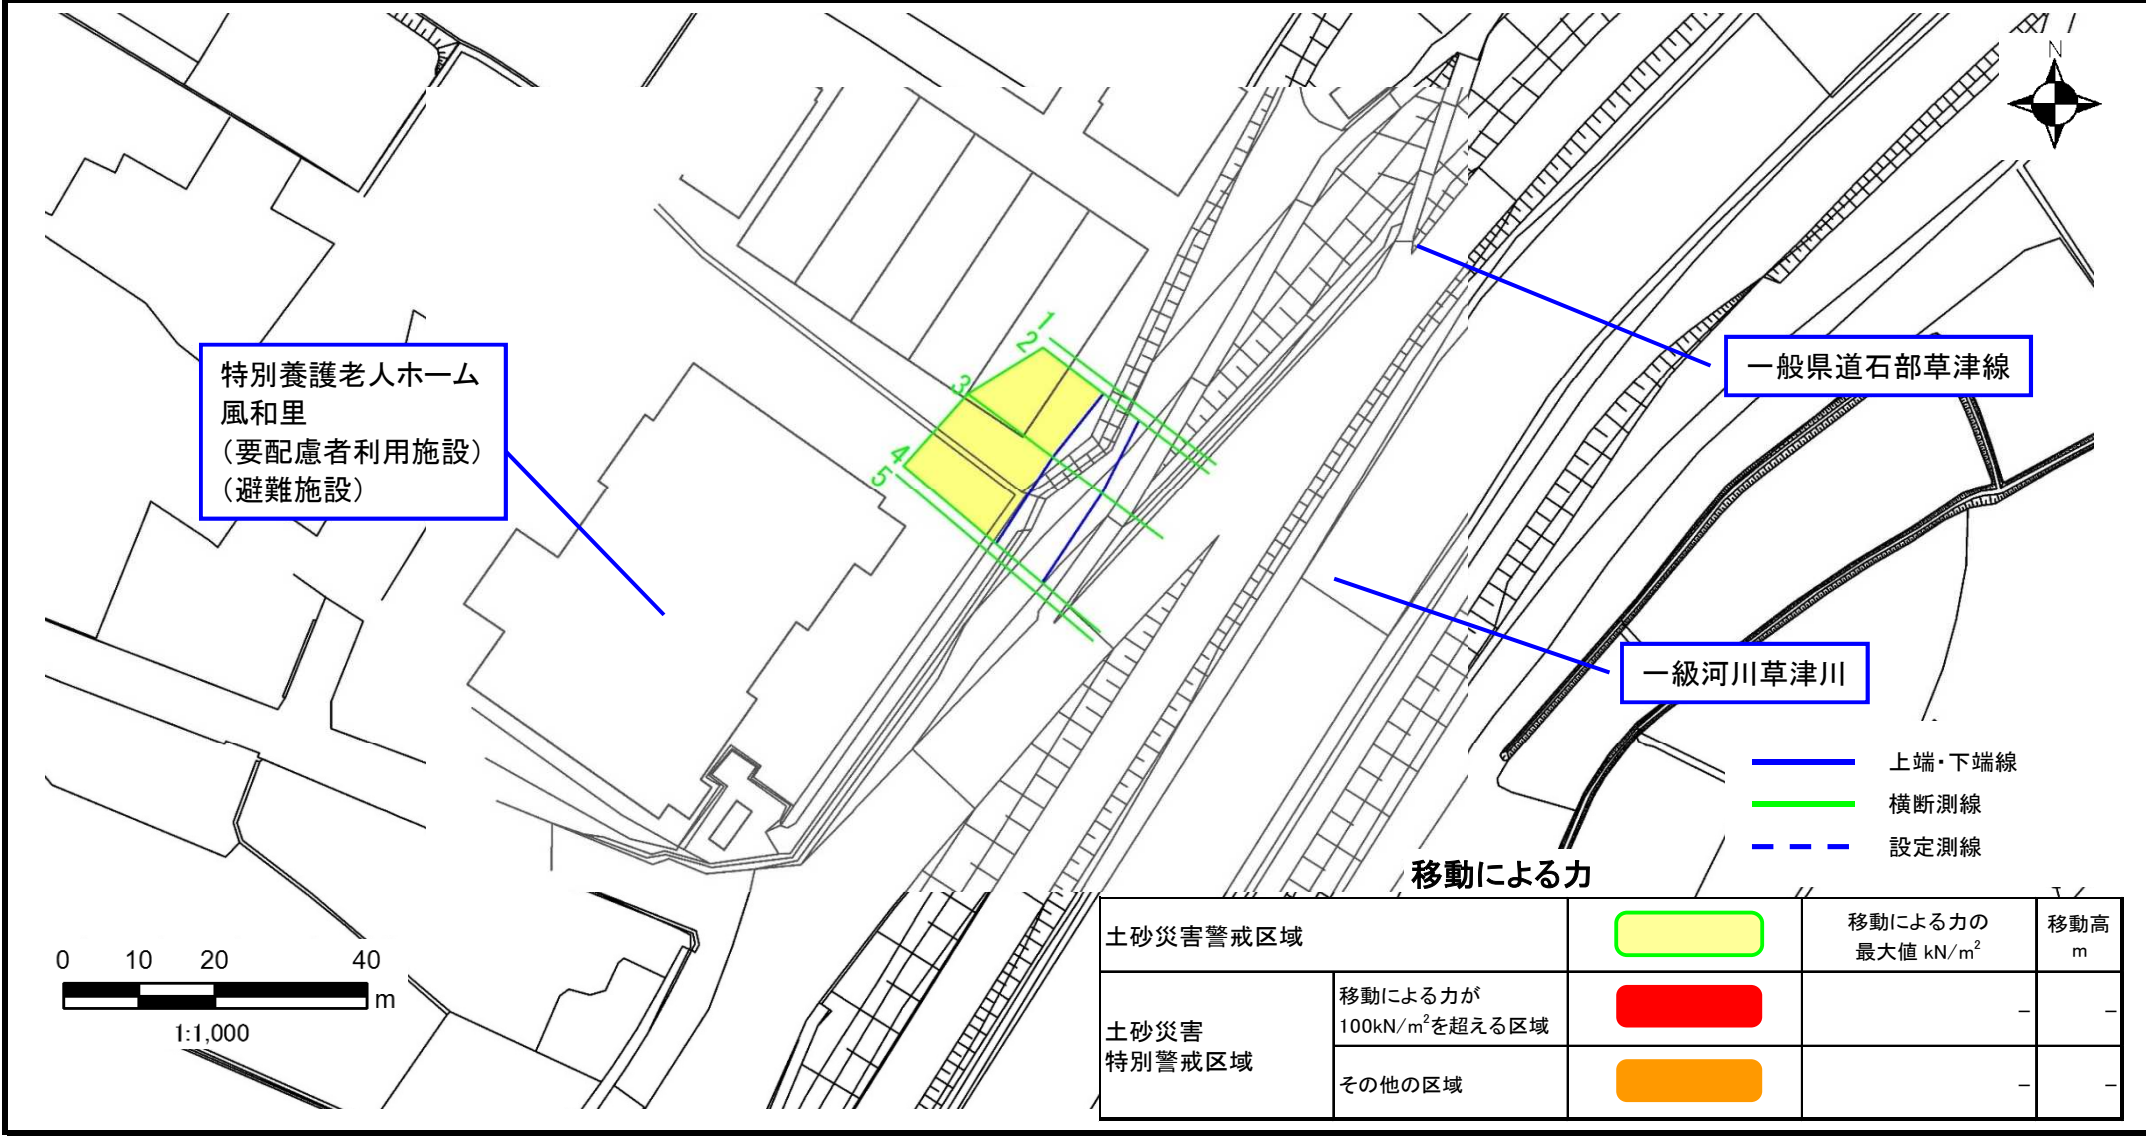 N
1
2
3
4
5
特別養護老人ホーム
風和里
（要配慮者利用施設）
（避難施設）
一般県道石部草津線
一級河川草津川
上端・下端線
横断測線
設定測線
0 10 20 40
m
1:1,000
移動による力
土砂災害警戒区域
移動による力の
最大値 kN/m²
移動高
m
土砂災害
特別警戒区域
移動による力が
100kN/m²を超える区域
－ －
その他の区域
－ －